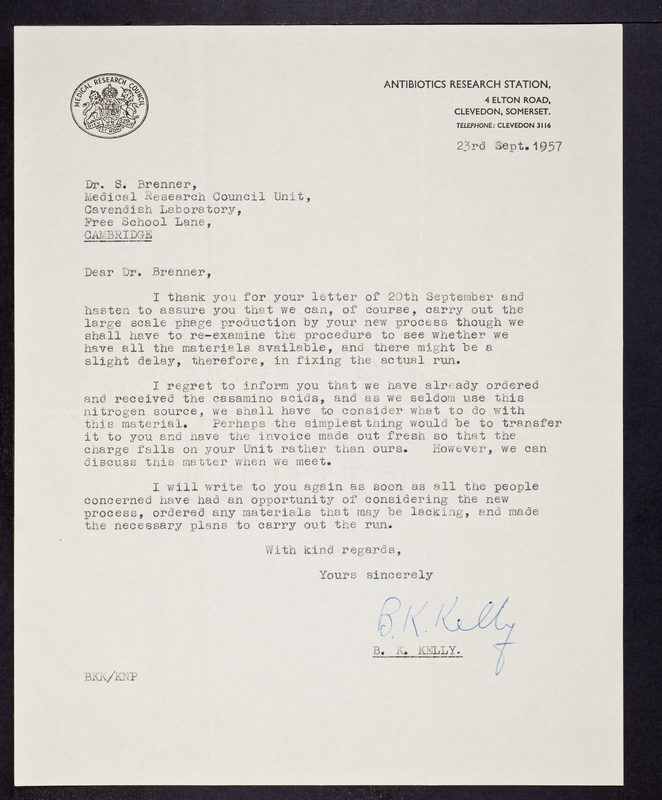 MEDICAL RESEARCH COUNCIL
ANTIBIOTICS RESEARCH STATION,
4 ELTON ROAD,
CLEVEDON, SOMERSET.
TELEPHONE: CLEVEDON 3116
23rd Sept. 1957
Dr. S. Brenner,
Medical Research Council Unit,
Cavendish Laboratory,
Free School Lane,
CAMBRIDGE
Dear Dr. Brenner,
I thank you for your letter of 20th September and
hasten to assure you that we can, of course, carry out the
large scale phage production by your new process though we
shall have to re-examine the procedure to see whether we
have all the materials available, and there might be a
slight delay, therefore, in fixing the actual run.
I regret to inform you that we have already ordered
and received the casamino acids, and as we seldom use this
nitrogen source, we shall have to consider what to do with
this material. Perhaps the simplest thing would be to transfer
it to you and have the invoice made out fresh so that the
charge falls on your Unit rather than ours. However, we can
discuss this matter when we meet.
I will write to you again as soon as all the people
concerned have had an opportunity of considering the new
process, ordered any materials that may be lacking, and made
the necessary plans to carry out the run.
With kind regards,
Yours sincerely
B. K. Kelly
B. K. KELLY.
BKK/KNP